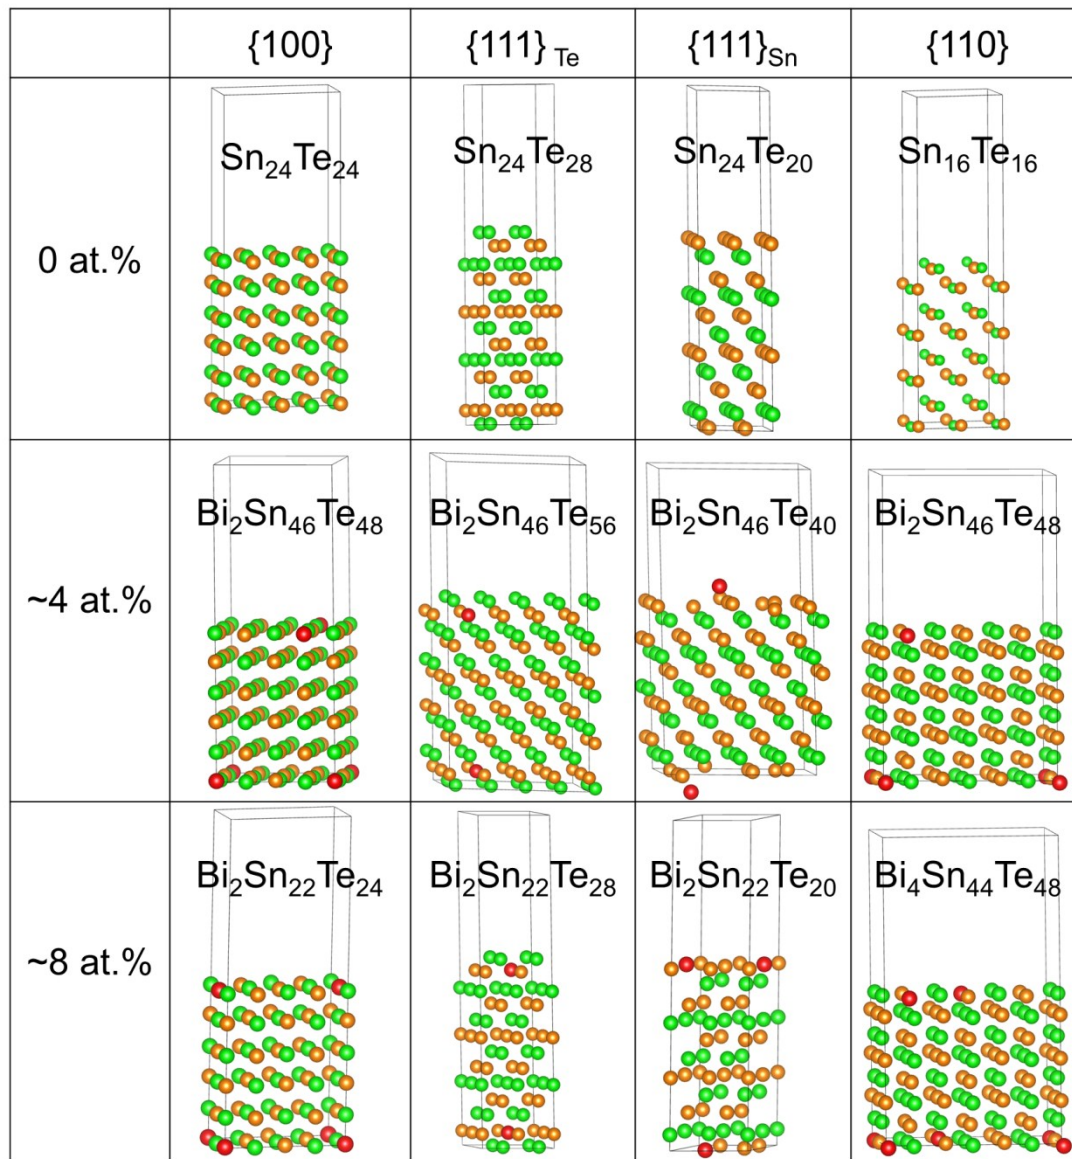 {100} {111}Te {111}Sn {110}
0 at.% Sn24Te24 Sn24Te28 Sn24Te20 Sn16Te16
~4 at.% Bi2Sn46Te48 Bi2Sn46Te56 Bi2Sn46Te40 Bi2Sn46Te48
~8 at.% Bi2Sn22Te24 Bi2Sn22Te28 Bi2Sn22Te20 Bi4Sn44Te48